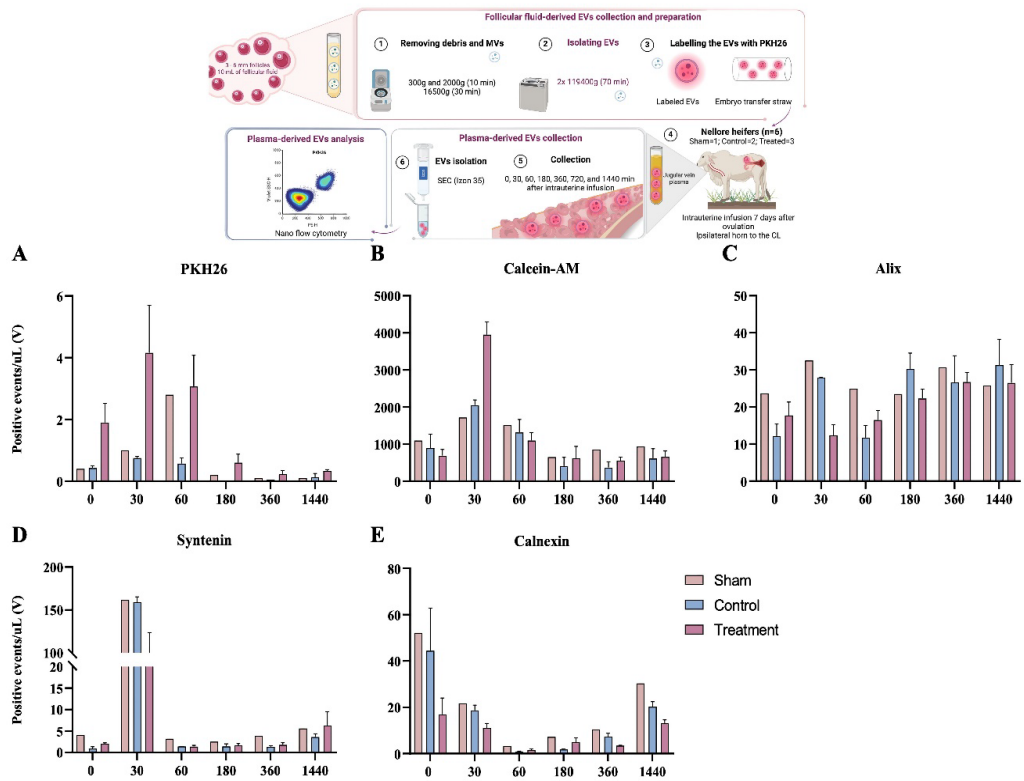 Follicular fluid-derived EVs collection and preparation
1 Removing debris and MVs
300g and 2000g (10 min)
16500g (30 min)
2 Isolating EVs
2x 119400g (70 min)
3 Labelling the EVs with PKH26
Labeled EVs
Embryo transfer straw
3 - 6 mm follicles
10 mL of follicular fluid
4 Nellore heifers (n=6)
Sham=1; Control=2; Treated=3
Jugular vein
plasma
Intrauterine infusion 7 days after
ovulation
Ipsilateral horn to the CL
Plasma-derived EVs collection
5 Collection
0, 30, 60, 180, 360, 720, and 1440 min
after intrauterine infusion
6 EVs isolation
SEC (Izon 35)
Plasma-derived EVs analysis
PKH26
Nano flow cytometry
A
PKH26
Positive events/uL (V)
6
4
2
0
0 30 60 180 360 1440
B
Calcein-AM
5000
4000
3000
2000
1000
0
0 30 60 180 360 1440
C
Alix
50
40
30
20
10
0
0 30 60 180 360 1440
D
Syntenin
Positive events/uL (V)
200
150
100
20
15
10
5
0
0 30 60 180 360 1440
E
Calnexin
80
60
40
20
0
0 30 60 180 360 1440
Sham
Control
Treatment